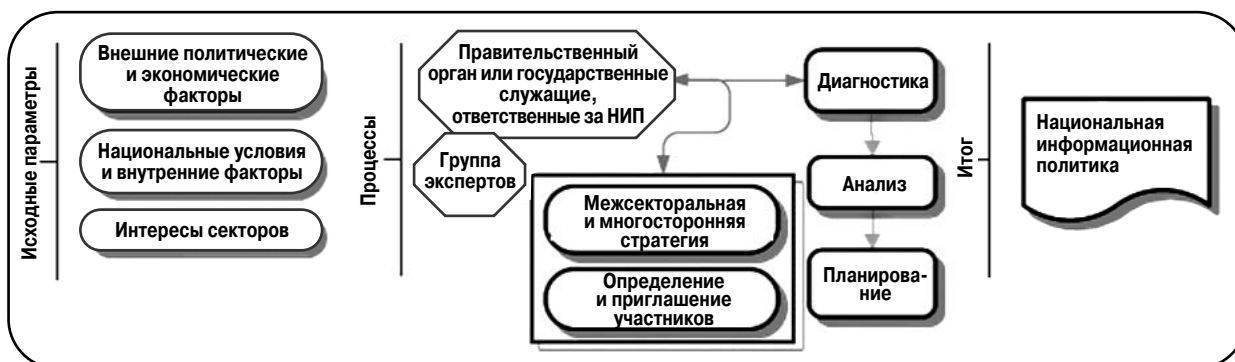 Исходные параметры
Внешние политические
и экономические
факторы
Национальные условия
и внутренние факторы
Интересы секторов
Процессы
Правительственный
орган или государственные
служащие,
ответственные за НИП
Группа
экспертов
Межсекторальная
и многосторонняя
стратегия
Определение
и приглашение
участников
Диагностика
Анализ
Планирова-
ние
Итог
Национальная
информационная
политика